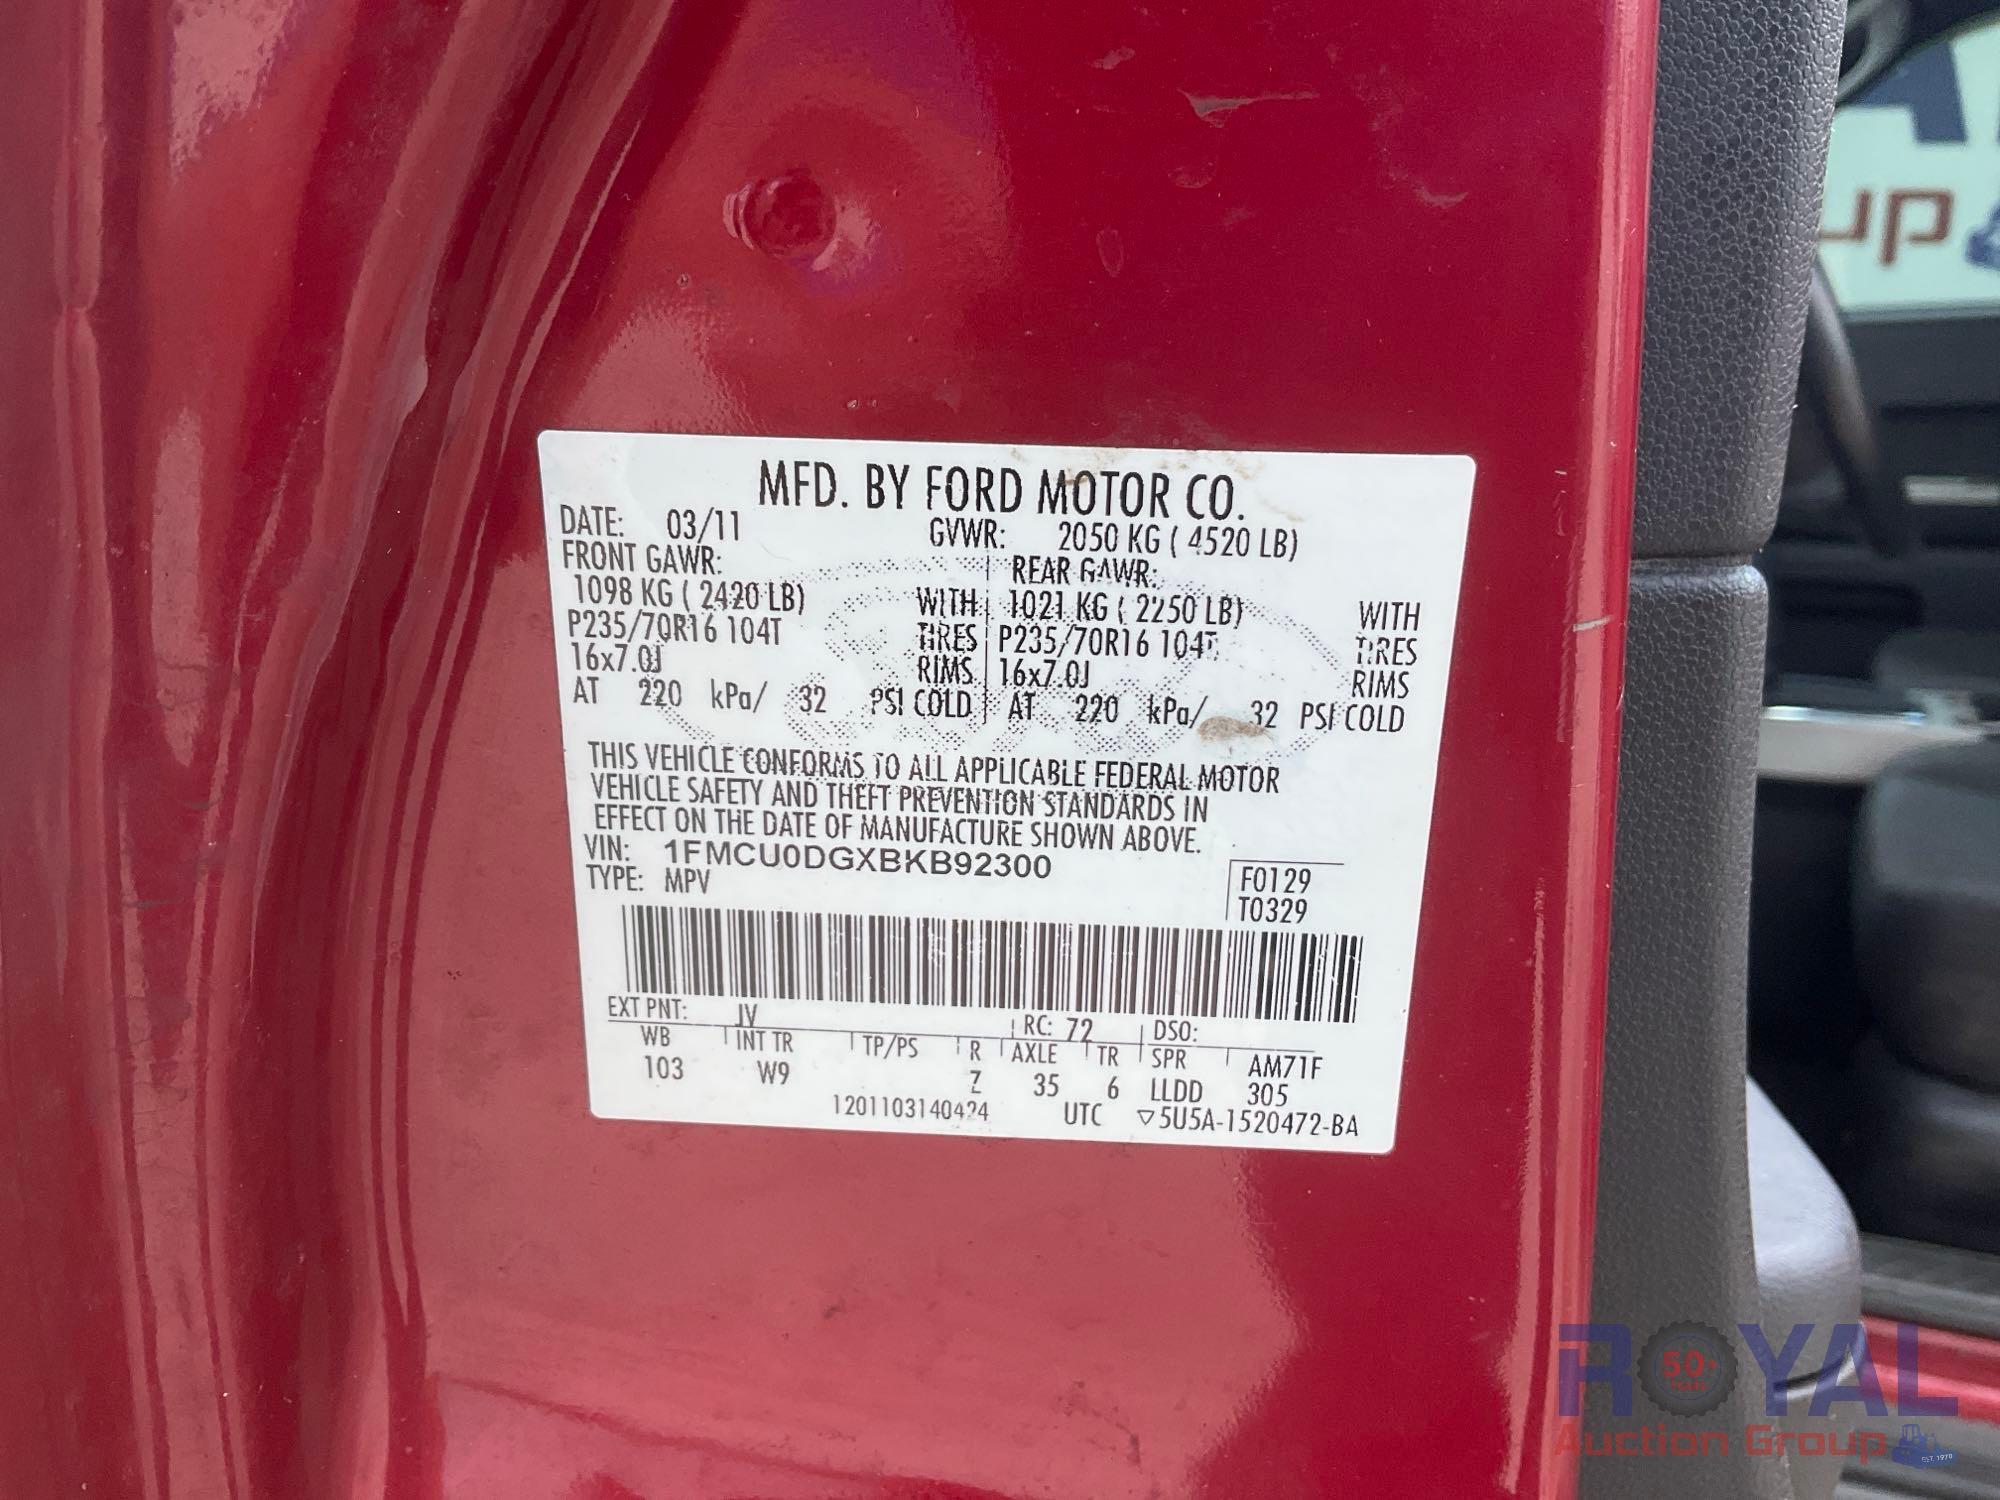 MFD. BY FORD MOTOR CO.
DATE: 03/11 GVWR: 2050 KG ( 4520 LB)
FRONT GAWR: REAR GAWR:
1098 KG ( 2420 LB) WITH 1021 KG ( 2250 LB) WITH
P235/70R16 104T TIRES P235/70R16 104T TIRES
16x7.0J RIMS 16x7.0J RIMS
AT 220 kPa/ 32 PSI COLD AT 220 kPa/ 32 PSI COLD
THIS VEHICLE CONFORMS TO ALL APPLICABLE FEDERAL MOTOR
VEHICLE SAFETY AND THEFT PREVENTION STANDARDS IN
EFFECT ON THE DATE OF MANUFACTURE SHOWN ABOVE.
VIN: 1FMCU0DGXBKB92300
TYPE: MPV
F0129
T0329
EXT PNT: JV RC: 72 DSO:
WB INT TR TP/PS R AXLE TR SPR AM71F
103 W9 Z 35 6 LLDD 305
1201103140424 UTC ▽5U5A-1520472-BA
up
ROYAL
50+
YEARS
Auction Group
EST. 1970